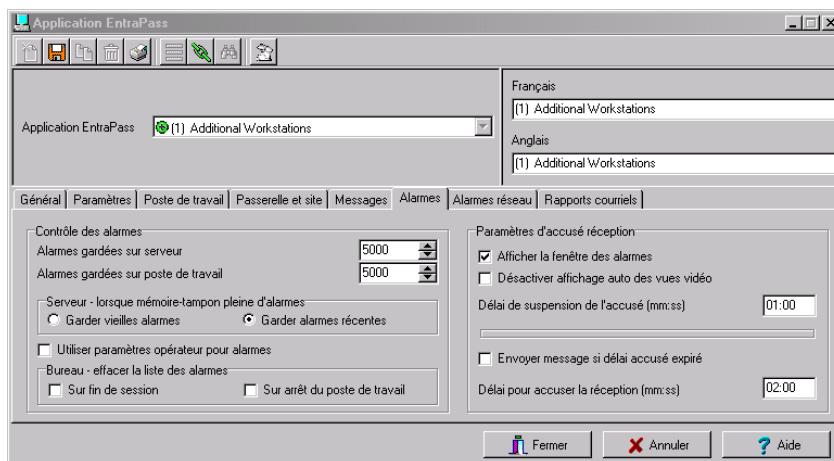 Application EntraPass
Français
(1) Additional Workstations
Application EntraPass
(1) Additional Workstations
Anglais
(1) Additional Workstations
Général
Paramètres
Poste de travail
Passerelle et site
Messages
Alarmes
Alarmes réseau
Rapports courriels
Contrôle des alarmes
Alarmes gardées sur serveur 5000
Alarmes gardées sur poste de travail 5000
Serveur - lorsque mémoire-tampon pleine d'alarmes
Garder vieilles alarmes
Garder alarmes récentes
Utiliser paramètres opérateur pour alarmes
Bureau - effacer la liste des alarmes
Sur fin de session
Sur arrêt du poste de travail
Paramètres d'accusé réception
Afficher la fenêtre des alarmes
Désactiver affichage auto des vues vidéo
Délai de suspension de l'accusé (mm:ss) 01:00
Envoyer message si délai accusé expiré
Délai pour accuser la réception (mm:ss) 02:00
Fermer
Annuler
Aide